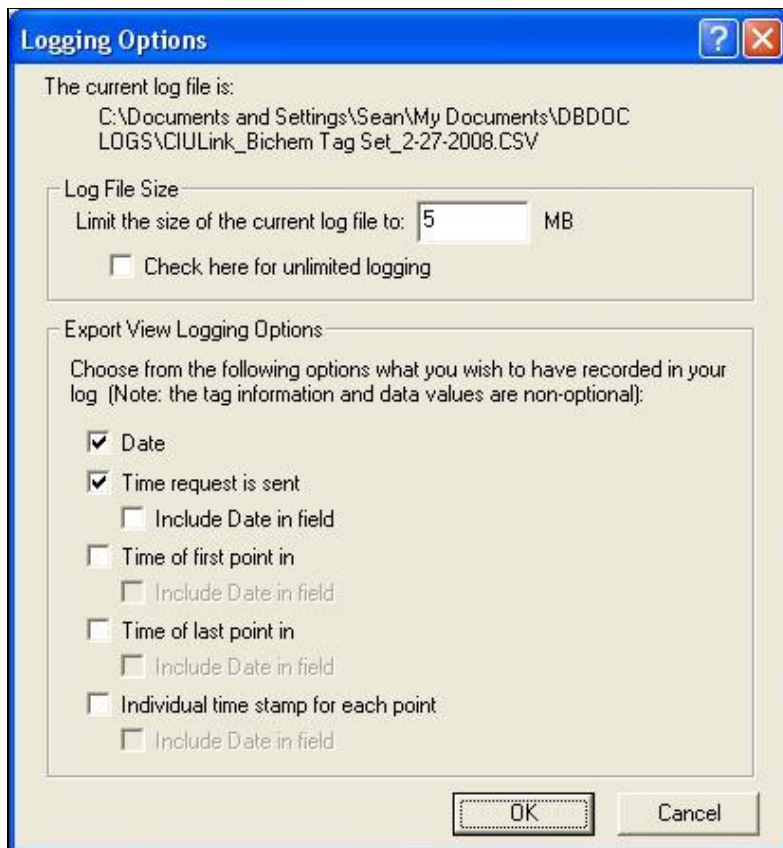 Logging Options
The current log file is:
C:\Documents and Settings\Sean\My Documents\DBDOC
LOGS\CIULink_Bichem Tag Set_2-27-2008.CSV
Log File Size
Limit the size of the current log file to: 5 MB
Check here for unlimited logging
Export View Logging Options
Choose from the following options what you wish to have recorded in your
log (Note: the tag information and data values are non-optional):
Date
Time request is sent
Include Date in field
Time of first point in
Include Date in field
Time of last point in
Include Date in field
Individual time stamp for each point
Include Date in field
OK Cancel